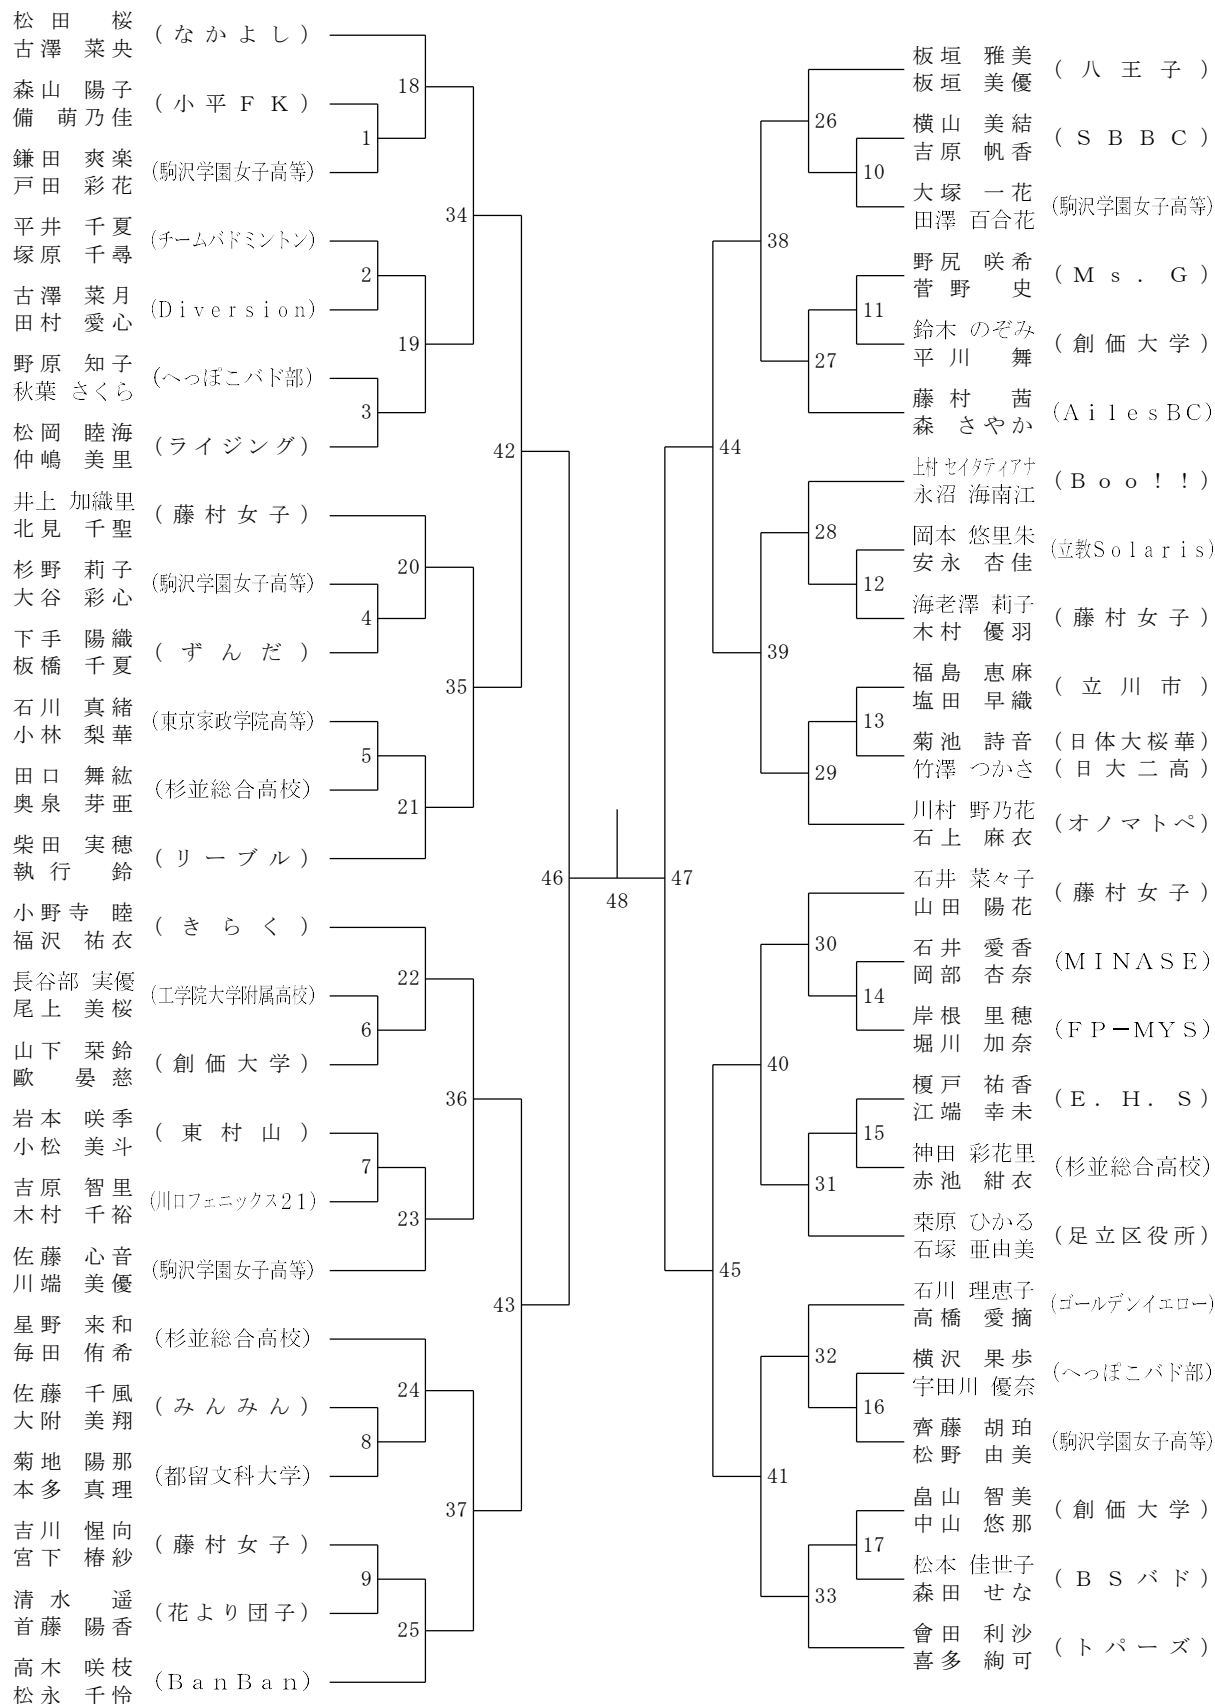 松田 桜
古澤 菜央
(なかよし)
森山 陽子
備 萌乃佳
(小平FK)
鎌田 爽楽
戸田 彩花
(駒沢学園女子高等)
平井 千夏
塚原 千尋
(チームバドミントン)
古澤 菜月
田村 愛心
(Diversion)
野原 知子
秋葉 さくら
(へっぽこバド部)
松岡 睦海
仲嶋 美里
(ライジング)
井上 加織里
北見 千聖
(藤村女子)
杉野 莉子
大谷 彩心
(駒沢学園女子高等)
下手 陽織
板橋 千夏
(ずんだ)
石川 真緒
小林 梨華
(東京家政学院高等)
田口 舞紘
奥泉 芽亜
(杉並総合高校)
柴田 実穂
執行 鈴
(リーブル)
小野寺 睦
福沢 祐衣
(きらく)
長谷部 実優
尾上 美桜
(工学院大学附属高校)
山下 栞鈴
歐 晏慈
(創価大学)
岩本 咲季
小松 美斗
(東村山)
吉原 智里
木村 千裕
(川口フェニックス21)
佐藤 心音
川端 美優
(駒沢学園女子高等)
星野 来和
毎田 侑希
(杉並総合高校)
佐藤 千風
大附 美翔
(みんみん)
菊地 陽那
本多 真理
(都留文科大学)
吉川 惺向
宮下 椿紗
(藤村女子)
清水 遥
首藤 陽香
(花より団子)
高木 咲枝
松永 千怜
(BanBan)
1
2
3
4
5
6
7
8
9
18
19
20
21
22
23
24
25
34
35
36
37
42
43
46
48
47
44
45
38
39
40
41
26
27
28
29
30
31
32
33
10
11
12
13
14
15
16
17
板垣 雅美
板垣 美優
(八王子)
横山 美結
吉原 帆香
(SBBC)
大塚 一花
田澤 百合花
(駒沢学園女子高等)
野尻 咲希
菅野 史
(Ms.G)
鈴木 のぞみ
平川 舞
(創価大学)
藤村 茜
森 さやか
(AilesBC)
上村 セイタティアナ
永沼 海南江
(Boo!!)
岡本 悠里朱
安永 杏佳
(立教Solaris)
海老澤 莉子
木村 優羽
(藤村女子)
福島 恵麻
塩田 早織
(立川市)
菊池 詩音
(日体大桜華)
竹澤 つかさ
(日大二高)
川村 野乃花
石上 麻衣
(オノマトペ)
石井 菜々子
山田 陽花
(藤村女子)
石井 愛香
岡部 杏奈
(MINASE)
岸根 里穂
堀川 加奈
(FP－MYS)
榎戸 祐香
江端 幸未
(E.H.S)
神田 彩花里
赤池 紺衣
(杉並総合高校)
桒原 ひかる
石塚 亜由美
(足立区役所)
石川 理恵子
高橋 愛摘
(ゴールデンイエロー)
横沢 果歩
宇田川 優奈
(へっぽこバド部)
齊藤 胡珀
松野 由美
(駒沢学園女子高等)
畠山 智美
中山 悠那
(創価大学)
松本 佳世子
森田 せな
(BSバド)
會田 利沙
喜多 絢可
(トパーズ)